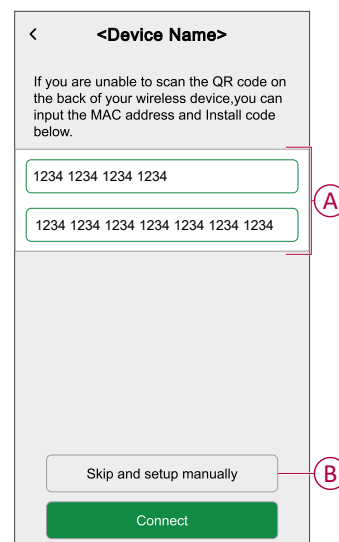 <Device Name>
If you are unable to scan the QR code on
the back of your wireless device,you can
input the MAC address and Install code
below.
1234 1234 1234 1234
A
1234 1234 1234 1234 1234 1234 1234
Skip and setup manually
B
Connect